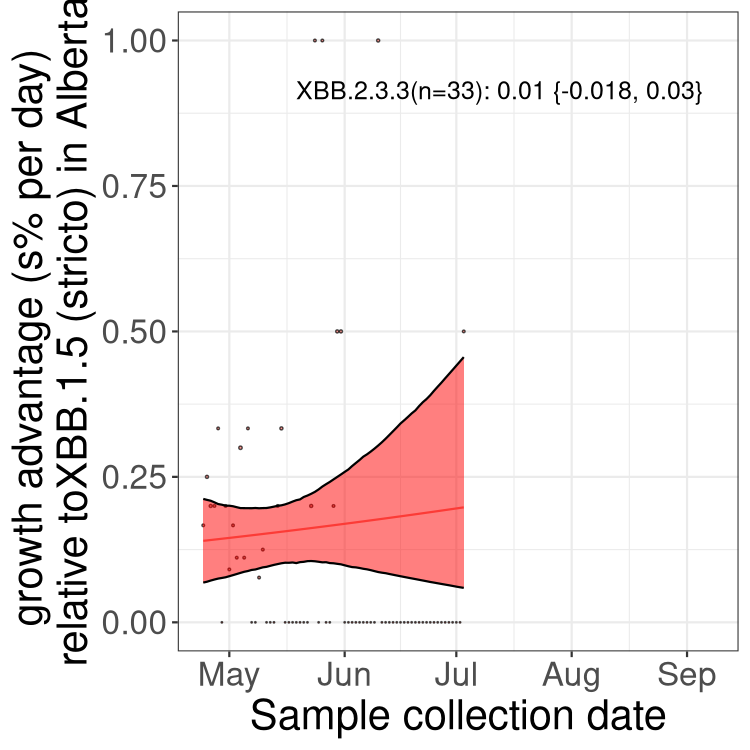 growth advantage (s% per day)
relative toXBB.1.5 (stricto) in Alberta
1.00
0.75
0.50
0.25
0.00
XBB.2.3.3(n=33): 0.01 {-0.018, 0.03}
May Jun Jul Aug Sep
Sample collection date